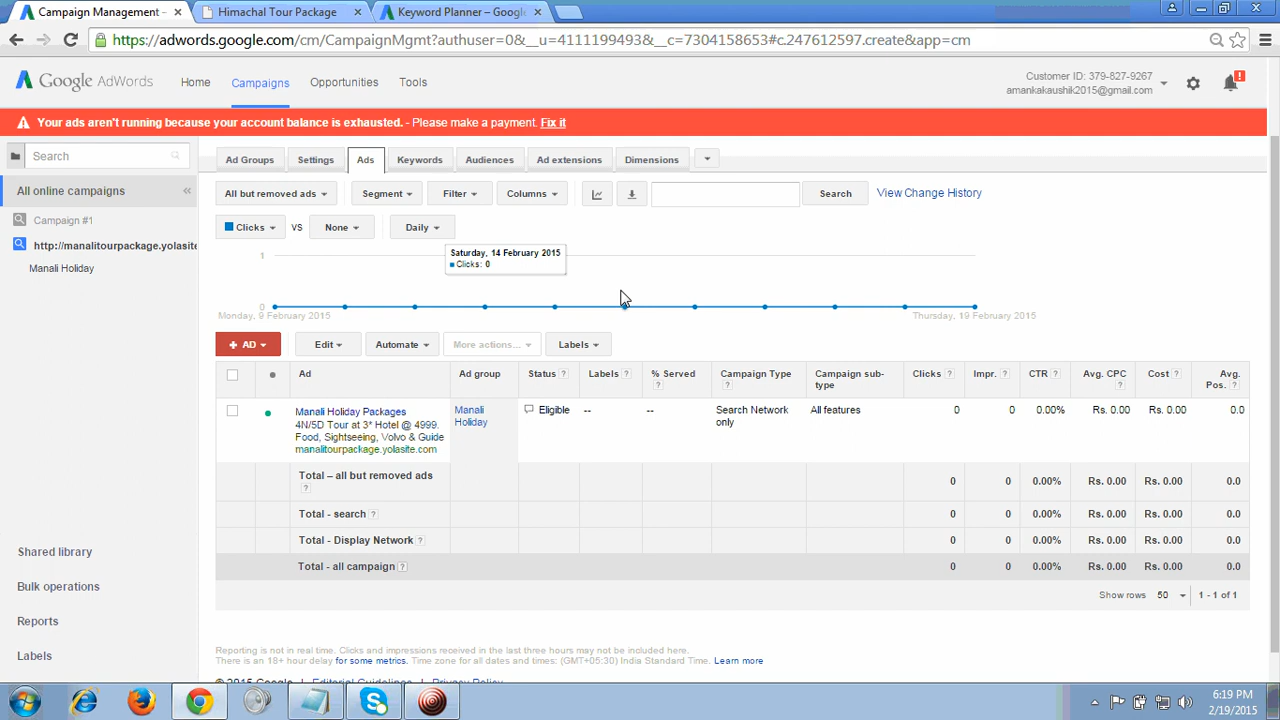 Campaign Management -
Himachal Tour Package
Keyword Planner – Google
https://adwords.google.com/cm/CampaignMgmt?authuser=0&__u=4111199493&__c=7304158653#c.247612597.create&app=cm
Google AdWords
Home
Campaigns
Opportunities
Tools
Customer ID: 379-827-9267
amankakaushik2015@gmail.com
Your ads aren't running because your account balance is exhausted. - Please make a payment. Fix it
Search
All online campaigns
Campaign #1
http://manalitourpackage.yolasite
Manali Holiday
Shared library
Bulk operations
Reports
Labels
Ad Groups
Settings
Ads
Keywords
Audiences
Ad extensions
Dimensions
All but removed ads
Segment
Filter
Columns
Search
View Change History
Clicks
VS
None
Daily
Saturday, 14 February 2015
Clicks: 0
1
0
Monday, 9 February 2015
Thursday, 19 February 2015
+ AD
Edit
Automate
More actions...
Labels
Ad
Ad group
Status ?
Labels ?
% Served ?
Campaign Type ?
Campaign sub-type
Clicks ?
Impr. ?
CTR ?
Avg. CPC ?
Cost ?
Avg. Pos. ?
Manali Holiday Packages
4N/5D Tour at 3* Hotel @ 4999.
Food, Sightseeing, Volvo & Guide
manalitourpackage.yolasite.com
Manali Holiday
Eligible
--
--
Search Network only
All features
0
0
0.00%
Rs. 0.00
Rs. 0.00
0.0
Total – all but removed ads ?
0
0
0.00%
Rs. 0.00
Rs. 0.00
0.0
Total - search ?
0
0
0.00%
Rs. 0.00
Rs. 0.00
0.0
Total - Display Network ?
0
0
0.00%
Rs. 0.00
Rs. 0.00
0.0
Total - all campaign ?
0
0
0.00%
Rs. 0.00
Rs. 0.00
0.0
Show rows
50
1 - 1 of 1
Reporting is not in real time. Clicks and impressions received in the last three hours may not be included here.
There is an 18+ hour delay for some metrics. Time zone for all dates and times: (GMT+05:30) India Standard Time. Learn more
© 2015 Google | Editorial Guidelines | Privacy Policy
6:19 PM
2/19/2015